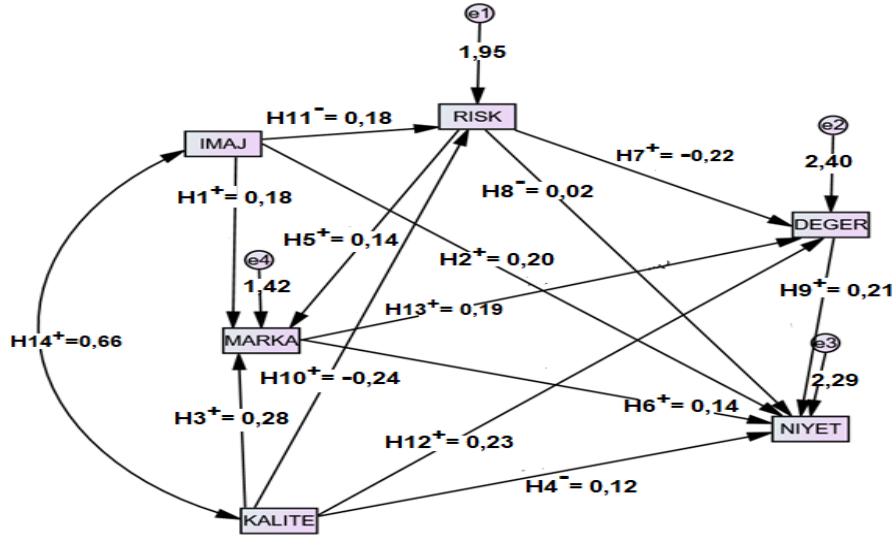 e1
1,95
RISK
H11⁻= 0,18
IMAJ
e2
H7⁺= -0,22
2,40
H8⁻= 0,02
H1⁺= 0,18
DEGER
H5⁺= 0,14
e4
H2⁺= 0,20
1,42
H9⁺= 0,21
H13⁺= 0,19
H14⁺=0,66
MARKA
e3
H10⁺= -0,24
2,29
H3⁺= 0,28
H6⁺= 0,14
NIYET
H12⁺= 0,23
H4⁻= 0,12
KALITE